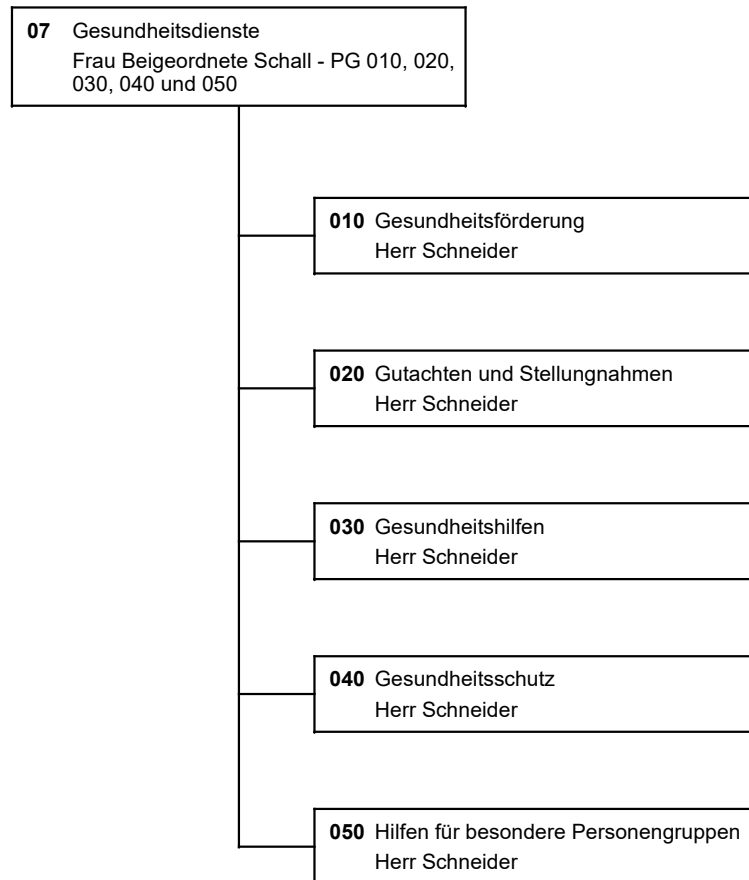 07 Gesundheitsdienste
Frau Beigeordnete Schall - PG 010, 020,
030, 040 und 050
010 Gesundheitsförderung
Herr Schneider
020 Gutachten und Stellungnahmen
Herr Schneider
030 Gesundheitshilfen
Herr Schneider
040 Gesundheitsschutz
Herr Schneider
050 Hilfen für besondere Personengruppen
Herr Schneider